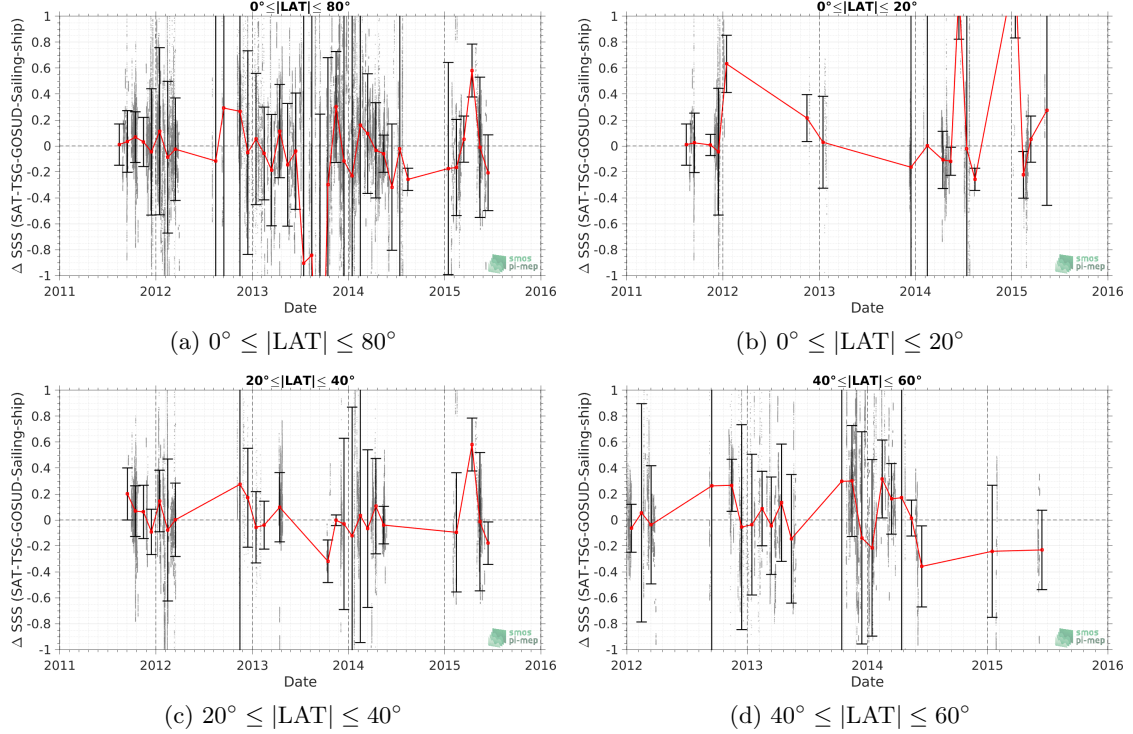 0°≤|LAT|≤ 80°
Δ SSS (SAT-TSG-GOSUD-Sailing-ship)
1
0.8
0.6
0.4
0.2
0
-0.2
-0.4
-0.6
-0.8
-1
2011 2012 2013 2014 2015 2016
Date
smos
pi-mep
(a) 0° ≤ |LAT| ≤ 80°
0°≤|LAT|≤ 20°
Δ SSS (SAT-TSG-GOSUD-Sailing-ship)
1
0.8
0.6
0.4
0.2
0
-0.2
-0.4
-0.6
-0.8
-1
2011 2012 2013 2014 2015 2016
Date
smos
pi-mep
(b) 0° ≤ |LAT| ≤ 20°
20°≤|LAT|≤ 40°
Δ SSS (SAT-TSG-GOSUD-Sailing-ship)
1
0.8
0.6
0.4
0.2
0
-0.2
-0.4
-0.6
-0.8
-1
2011 2012 2013 2014 2015 2016
Date
smos
pi-mep
(c) 20° ≤ |LAT| ≤ 40°
40°≤|LAT|≤ 60°
Δ SSS (SAT-TSG-GOSUD-Sailing-ship)
1
0.8
0.6
0.4
0.2
0
-0.2
-0.4
-0.6
-0.8
-1
2012 2013 2014 2015 2016
Date
smos
pi-mep
(d) 40° ≤ |LAT| ≤ 60°